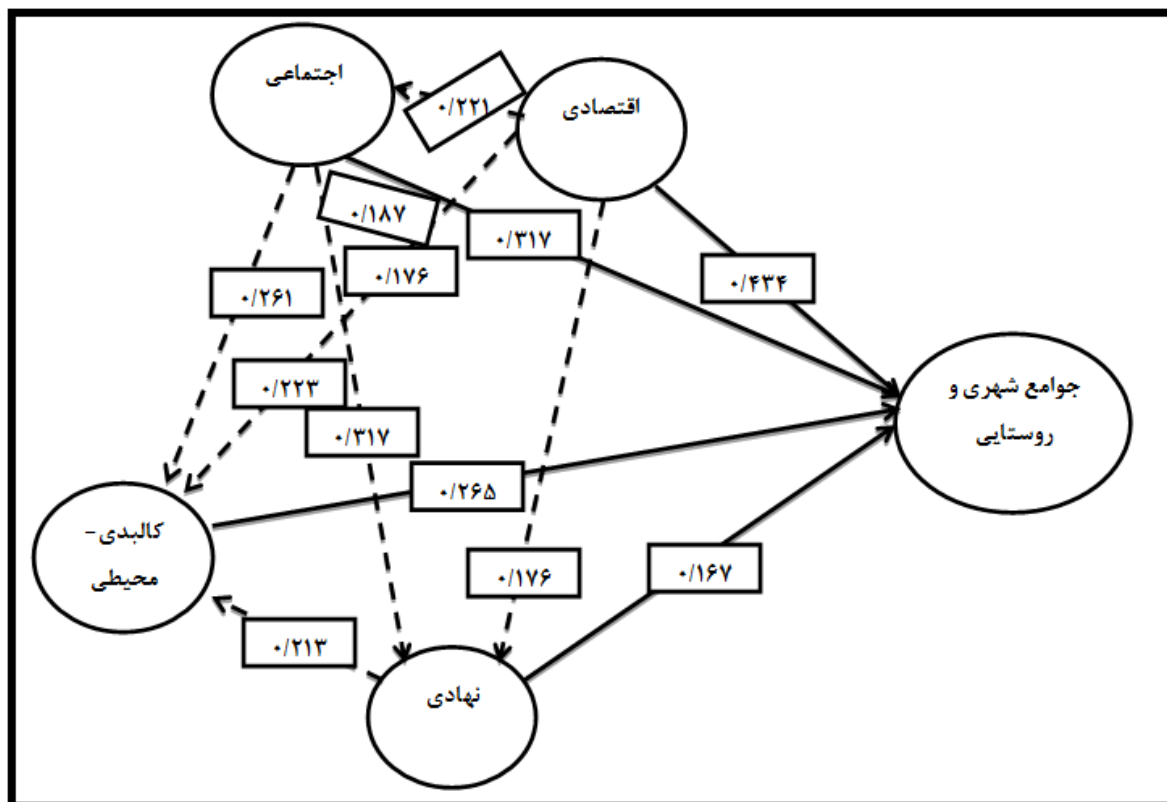 اجتماعی
اقتصادی
۰/۲۲۱
۰/۱۸۷
۰/۳۱۷
۰/۱۷۶
۰/۲۶۱
۰/۴۳۴
۰/۲۲۳
۰/۳۱۷
جوامع شهری و
روستایی
۰/۲۶۵
کالبدی-
محیطی
۰/۱۷۶
۰/۱۶۷
۰/۲۱۳
نهادی